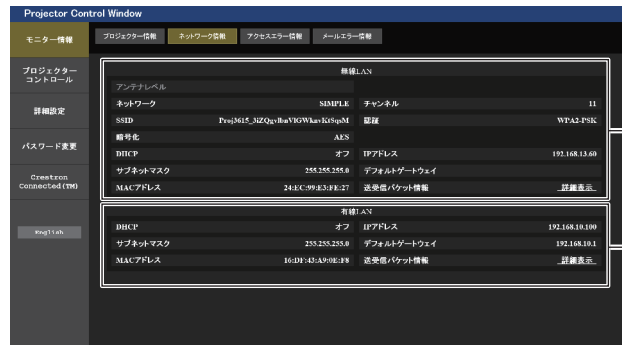 Projector Control Window
モニター情報
プロジェクター情報 ネットワーク情報 アクセスエラー情報 メールエラー情報
プロジェクター
コントロール
詳細設定
パスワード変更
Crestron
Connected(TM)
English
無線LAN
アンテナレベル
ネットワーク SIMPLE チャンネル 11
SSID Proj3615_3iZQgvlbnVlGWkavKtSqsM 認証 WPA2-PSK
暗号化 AES
DHCP オフ IPアドレス 192.168.13.60
サブネットマスク 255.255.255.0 デフォルトゲートウェイ
MACアドレス 24:EC:99:E3:FE:27 送受信パケット情報 詳細表示
有線LAN
DHCP オフ IPアドレス 192.168.10.100
サブネットマスク 255.255.255.0 デフォルトゲートウェイ 192.168.10.1
MACアドレス 16:DF:43:A9:0E:F8 送受信パケット情報 詳細表示